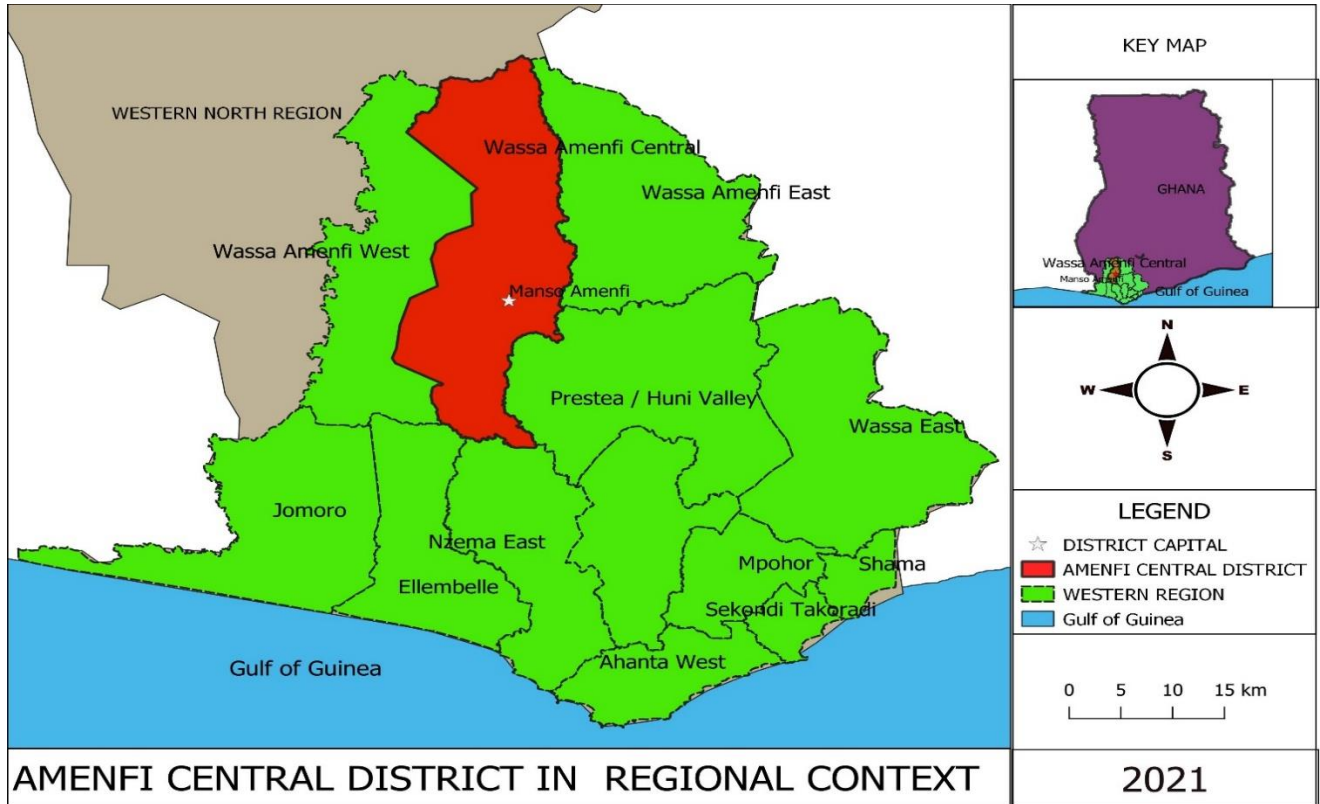 WESTERN NORTH REGION
Wassa Amenfi Central
Wassa Amenfi East
Wassa Amenfi West
Manso Amenfi
Prestea / Huni Valley
Wassa East
Jomoro
Nzema East
Ellembelle
Mpohor
Shama
Sekondi Takoradi
Ahanta West
Gulf of Guinea
KEY MAP
GHANA
Wassa Amenfi Central
Manso Amenfi
Gulf of Guinea
N
W E
S
LEGEND
DISTRICT CAPITAL
AMENFI CENTRAL DISTRICT
WESTERN REGION
Gulf of Guinea
0 5 10 15 km
AMENFI CENTRAL DISTRICT IN REGIONAL CONTEXT
2021